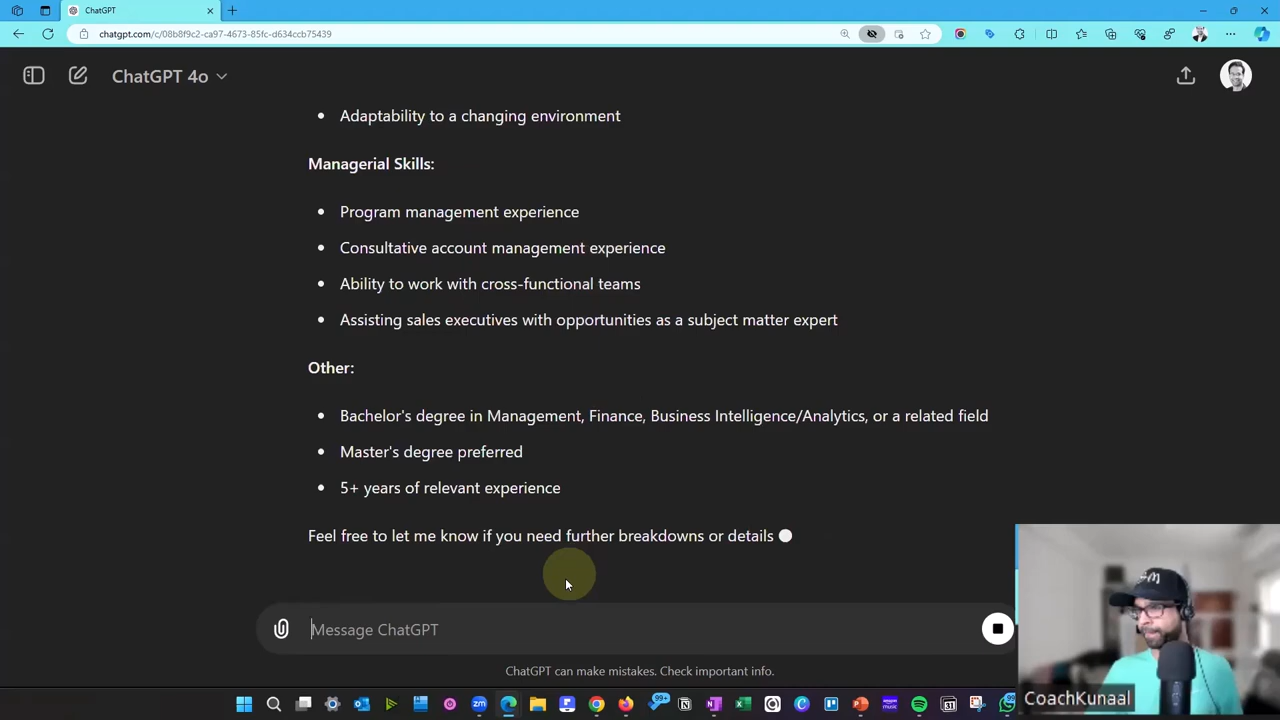 ChatGPT
chatgpt.com/c/08b8f9c2-ca97-4673-85fc-d634ccb75439
ChatGPT 4o
• Adaptability to a changing environment
Managerial Skills:
• Program management experience
• Consultative account management experience
• Ability to work with cross-functional teams
• Assisting sales executives with opportunities as a subject matter expert
Other:
• Bachelor's degree in Management, Finance, Business Intelligence/Analytics, or a related field
• Master's degree preferred
• 5+ years of relevant experience
Feel free to let me know if you need further breakdowns or details
Message ChatGPT
ChatGPT can make mistakes. Check important info.
CoachKunaal
zm
99+
99+